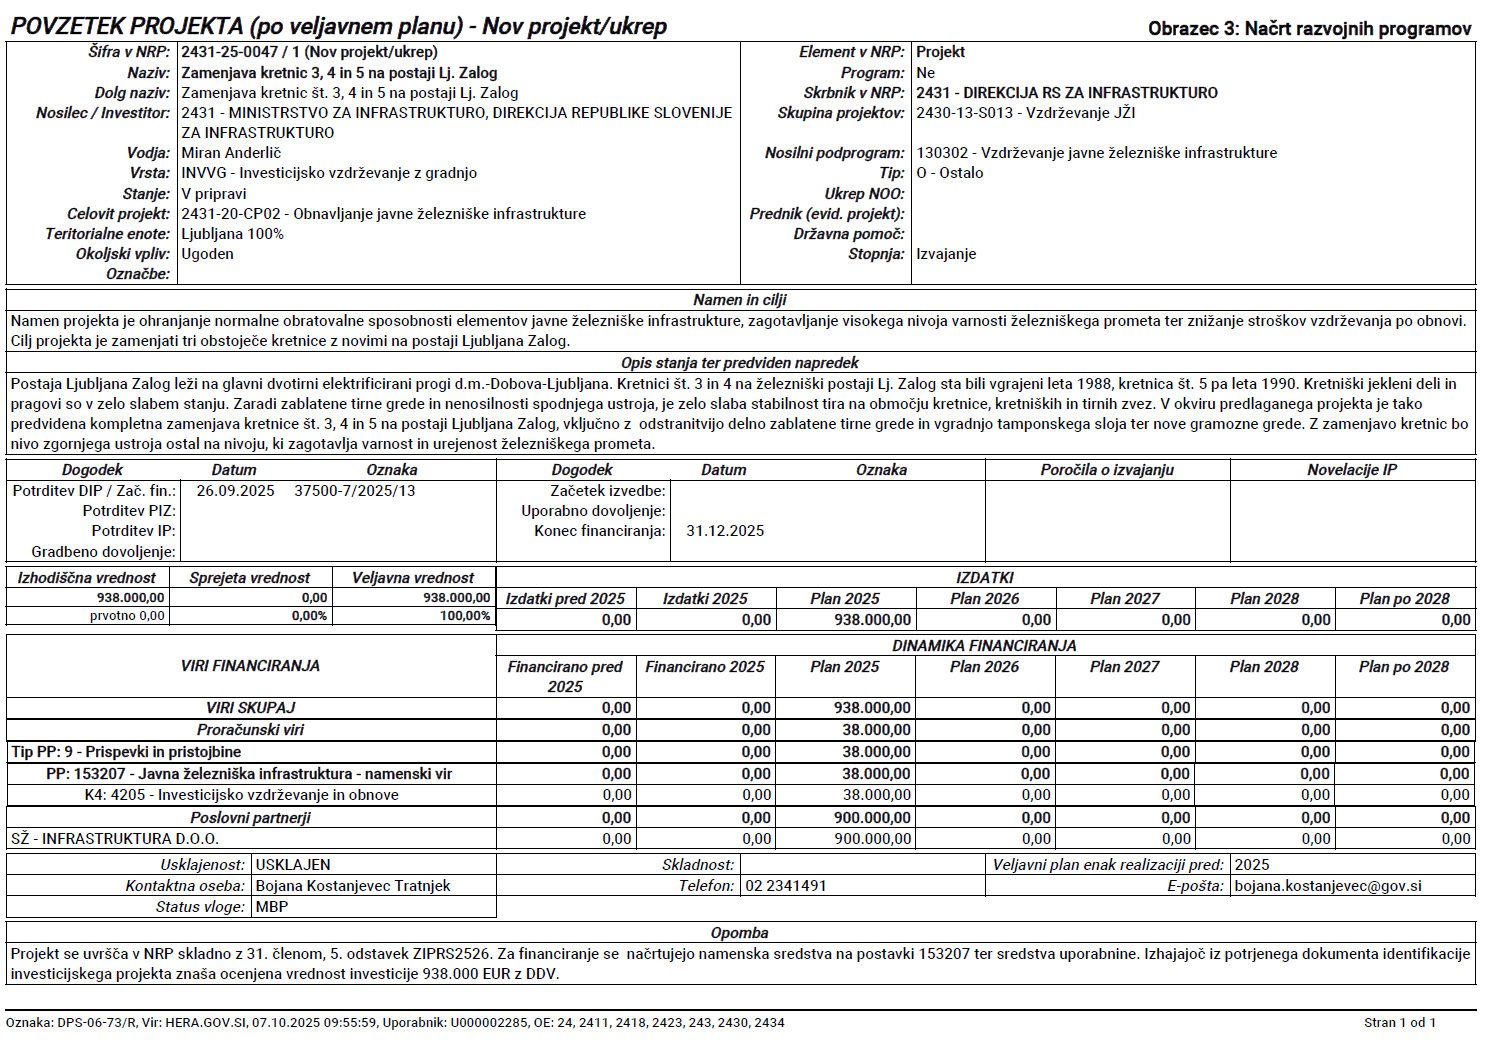 POVZETEK PROJEKTA (po veljavnem planu) - Nov projekt/ukrep
Obrazec 3: Načrt razvojnih programov
Šifra v NRP: 2431-25-0047 / 1 (Nov projekt/ukrep)
Naziv: Zamenjava kretnic 3, 4 in 5 na postaji Lj. Zalog
Dolg naziv: Zamenjava kretnic št. 3, 4 in 5 na postaji Lj. Zalog
Nosilec / Investitor: 2431 - MINISTRSTVO ZA INFRASTRUKTURO, DIREKCIJA REPUBLIKE SLOVENIJE
ZA INFRASTRUKTURO
Vodja: Miran Anderlič
Vrsta: INVVG - Investicijsko vzdrževanje z gradnjo
Stanje: V pripravi
Celovit projekt: 2431-20-CP02 - Obnavljanje javne železniške infrastrukture
Teritorialne enote: Ljubljana 100%
Okoljski vpliv: Ugoden
Označbe:
Element v NRP: Projekt
Program: Ne
Skrbnik v NRP: 2431 - DIREKCIJA RS ZA INFRASTRUKTURO
Skupina projektov: 2430-13-S013 - Vzdrževanje JŽI
Nosilni podprogram: 130302 - Vzdrževanje javne železniške infrastrukture
Tip: O - Ostalo
Ukrep NOO:
Prednik (evid. projekt):
Državna pomoč:
Stopnja: Izvajanje
Namen in cilji
Namen projekta je ohranjanje normalne obratovalne sposobnosti elementov javne železniške infrastrukture, zagotavljanje visokega nivoja varnosti železniškega prometa ter znižanje stroškov vzdrževanja po obnovi.
Cilj projekta je zamenjati tri obstoječe kretnice z novimi na postaji Ljubljana Zalog.
Opis stanja ter predviden napredek
Postaja Ljubljana Zalog leži na glavni dvotirni elektrificirani progi d.m.-Dobova-Ljubljana. Kretnici št. 3 in 4 na železniški postaji Lj. Zalog sta bili vgrajeni leta 1988, kretnica št. 5 pa leta 1990. Kretniški jekleni deli in
pragovi so v zelo slabem stanju. Zaradi zablatene tirne grede in nenosilnosti spodnjega ustroja, je zelo slaba stabilnost tira na območju kretnice, kretniških in tirnih zvez. V okviru predlaganega projekta je tako
predvidena kompletna zamenjava kretnice št. 3, 4 in 5 na postaji Ljubljana Zalog, vključno z  odstranitvijo delno zablatene tirne grede in vgradnjo tamponskega sloja ter nove gramozne grede. Z zamenjavo kretnic bo
nivo zgornjega ustroja ostal na nivoju, ki zagotavlja varnost in urejenost železniškega prometa.
Dogodek Datum Oznaka Dogodek Datum Oznaka Poročila o izvajanju Novelacije IP
Potrditev DIP / Zač. fin.: 26.09.2025 37500-7/2025/13 Začetek izvedbe:
Potrditev PIZ: Uporabno dovoljenje:
Potrditev IP: Konec financiranja: 31.12.2025
Gradbeno dovoljenje:
Izhodiščna vrednost Sprejeta vrednost Veljavna vrednost
938.000,00 0,00 938.000,00
prvotno 0,00 0,00% 100,00%
IZDATKI
Izdatki pred 2025 Izdatki 2025 Plan 2025 Plan 2026 Plan 2027 Plan 2028 Plan po 2028
0,00 0,00 938.000,00 0,00 0,00 0,00 0,00
VIRI FINANCIRANJA
DINAMIKA FINANCIRANJA
Financirano pred Financirano 2025 Plan 2025 Plan 2026 Plan 2027 Plan 2028 Plan po 2028
2025
VIRI SKUPAJ 0,00 0,00 938.000,00 0,00 0,00 0,00 0,00
Proračunski viri 0,00 0,00 38.000,00 0,00 0,00 0,00 0,00
Tip PP: 9 - Prispevki in pristojbine 0,00 0,00 38.000,00 0,00 0,00 0,00 0,00
PP: 153207 - Javna železniška infrastruktura - namenski vir 0,00 0,00 38.000,00 0,00 0,00 0,00 0,00
K4: 4205 - Investicijsko vzdrževanje in obnove 0,00 0,00 38.000,00 0,00 0,00 0,00 0,00
Poslovni partnerji 0,00 0,00 900.000,00 0,00 0,00 0,00 0,00
SŽ - INFRASTRUKTURA D.O.O. 0,00 0,00 900.000,00 0,00 0,00 0,00 0,00
Usklajenost: USKLAJEN Skladnost: Veljavni plan enak realizaciji pred: 2025
Kontaktna oseba: Bojana Kostanjevec Tratnjek Telefon: 02 2341491 E-pošta: bojana.kostanjevec@gov.si
Status vloge: MBP
Opomba
Projekt se uvršča v NRP skladno z 31. členom, 5. odstavek ZIPRS2526. Za financiranje se  načrtujejo namenska sredstva na postavki 153207 ter sredstva uporabnine. Izhajajoč iz potrjenega dokumenta identifikacije
investicijskega projekta znaša ocenjena vrednost investicije 938.000 EUR z DDV.
Oznaka: DPS-06-73/R, Vir: HERA.GOV.SI, 07.10.2025 09:55:59, Uporabnik: U000002285, OE: 24, 2411, 2418, 2423, 243, 2430, 2434
Stran 1 od 1